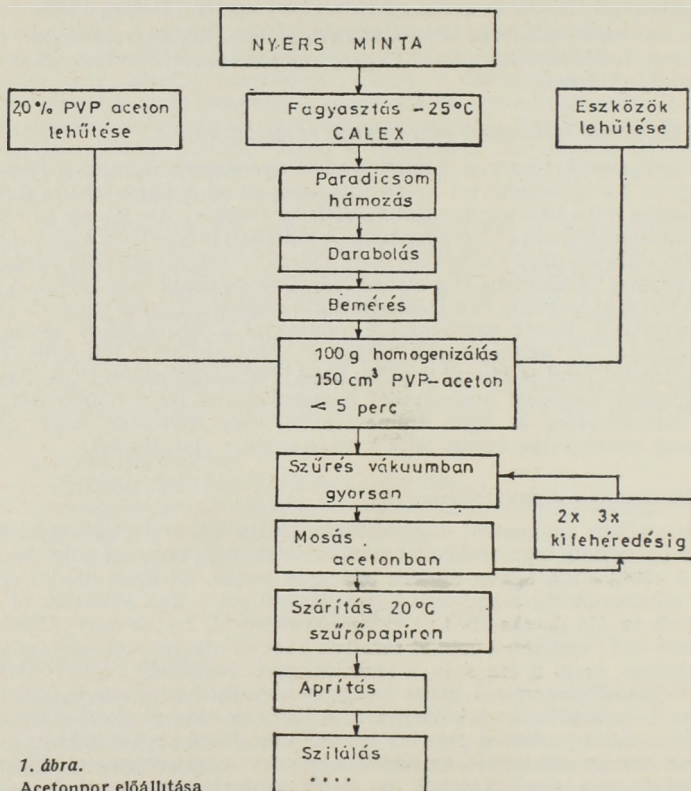 NYERS MINTA
2,0% PVP aceton
lehűtése
Fagyasztás -25°C
CALEX
Eszközök
lehűtése
Paradicsom
hámozás
Darabolás
Bemérés
100 g homogenizálás
150 cm³ PVP-aceton
< 5 perc
Szűrés vákuumban
gyorsan
2x 3x
kifehéredésig
Mosás
acetonban
Szárítás 20°C
szűrőpapíron
Aprítás
Szitálás
....
1. ábra.
Acetonpor előállítása